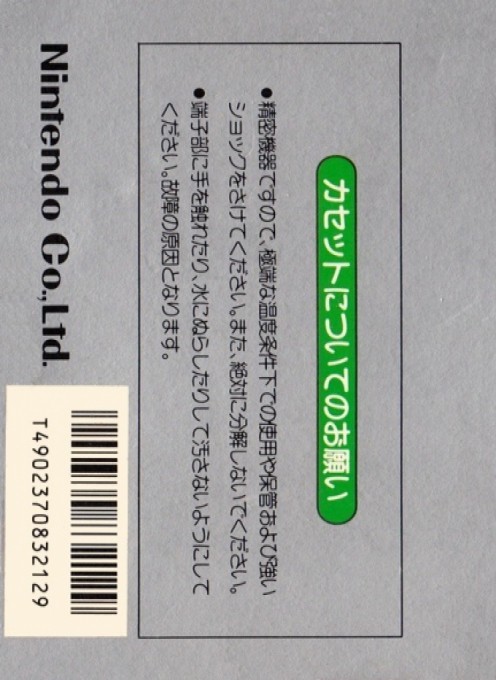 カセットについてのお願い
●精密機器ですので、極端な温度条件下での使用や保管および強い
ショックをさけてください。また、絶対に分解しないでください。
●端子部に手を触れたり、水にぬらしたりして汚さないようにして
ください。故障の原因となります。
Nintendo Co.,Ltd.
T4902370832129